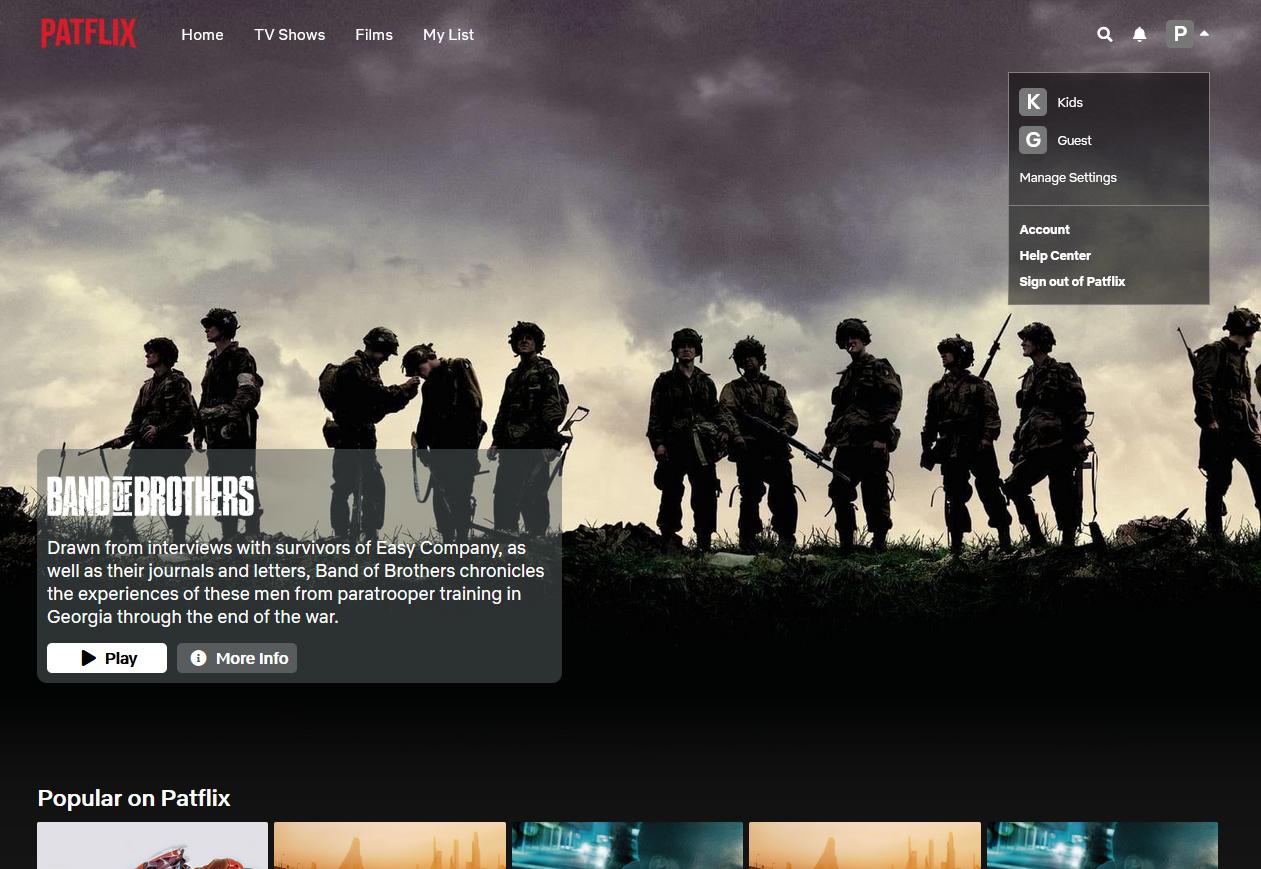 PATFLIX
Home
TV Shows
Films
My List
P
K
Kids
G
Guest
Manage Settings
Account
Help Center
Sign out of Patflix
BAND OF BROTHERS
Drawn from interviews with survivors of Easy Company, as
well as their journals and letters, Band of Brothers chronicles
the experiences of these men from paratrooper training in
Georgia through the end of the war.
Play
More Info
Popular on Patflix